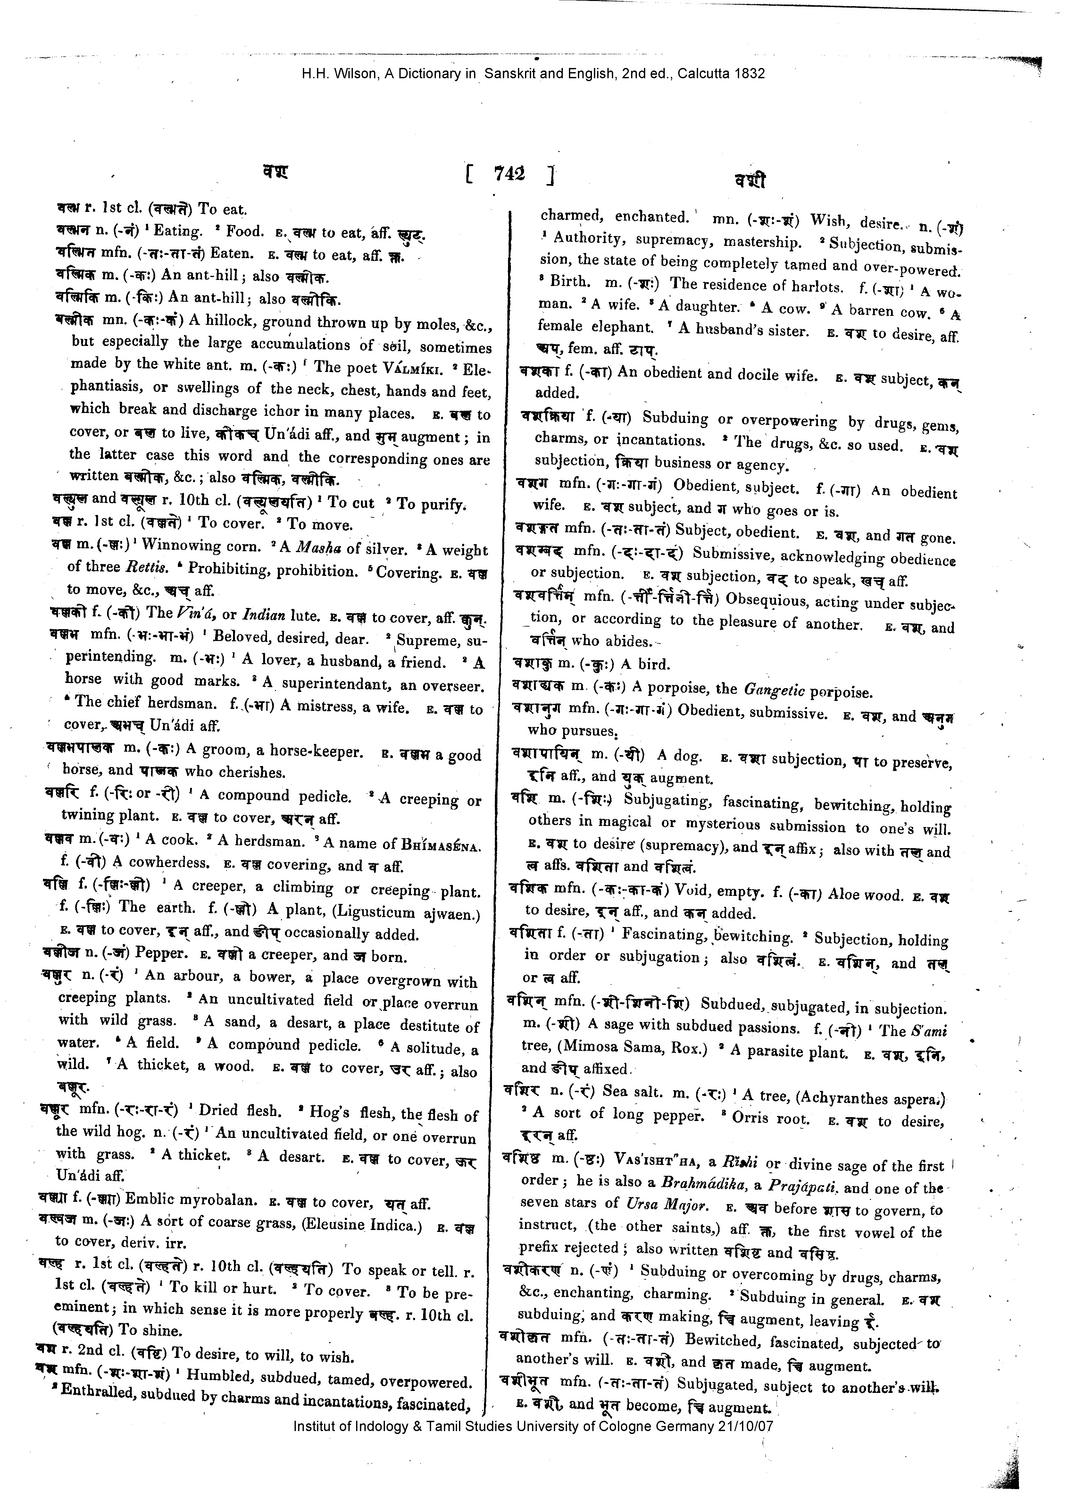 H.H. Wilson, A Dictionary in Sanskrit and English, 2nd ed., Calcutta 1832
वश [ 742 ] वशी
वल्भ r. 1st cl. (वल्भते) To eat.
वल्भन n. (-नं) ¹ Eating. ² Food. E. वल्भ to eat, aff. ल्युट्.
वल्भित mfn. (-तः-ता-तं) Eaten. E. वल्भ to eat, aff. क्त.
वल्मिक m. (-कः) An ant-hill; also वल्मीक.
वल्मिकि m. (-किः) An ant-hill; also वल्मीकि.
वल्मीक mn. (-कः-कं) A hillock, ground thrown up by moles, &c.,
but especially the large accumulations of soil, sometimes
made by the white ant. m. (-कः) ¹ The poet VÁLMÍKI. ² Ele-
phantiasis, or swellings of the neck, chest, hands and feet,
which break and discharge ichor in many places. E. बल to
cover, or बल to live, कीकच् Un'ádi aff., and मुम् augment; in
the latter case this word and the corresponding ones are
written बल्मीक, &c.; also वल्मिक, वल्मीकि.
वल्युल and वल्यूल r. 10th cl. (वल्यूलयति) ¹ To cut ² To purify.
वल्ल r. 1st cl. (वल्लते) ¹ To cover. ² To move.
वल्ल m. (-ल्लः) ¹ Winnowing corn. ² A Masha of silver. ³ A weight
of three Rettis. ⁴ Prohibiting, prohibition. ⁵ Covering. E. वल्ल
to move, &c., अच् aff.
वल्लकी f. (-की) The Vin'á, or Indian lute. E. वल्ल to cover, aff. क्वुन्.
वल्लभ mfn. (-भः-भा-भं) ¹ Beloved, desired, dear. ² Supreme, su-
perintending. m. (-भः) ¹ A lover, a husband, a friend. ² A
horse with good marks. ³ A superintendant, an overseer.
⁴ The chief herdsman. f. (-भा) A mistress, a wife. E. वल्ल to
cover, अभच् Un'ádi aff.
वल्लभपालक m. (-कः) A groom, a horse-keeper. E. वल्लभ a good
horse, and पालक who cherishes.
वल्लरि f. (-रिः or -री) ¹ A compound pedicle. ² A creeping or
twining plant. E. वल्ल to cover, अरन् aff.
वल्लव m. (-वः) ¹ A cook. ² A herdsman. ³ A name of BHÍMASÉNA.
f. (-वी) A cowherdess. E. वल्ल covering, and व aff.
वल्लि f. (-ल्लिः-ल्ली) ¹ A creeper, a climbing or creeping plant.
f. (-ल्लिः) The earth. f. (-ल्ली) A plant, (Ligusticum ajwaen.)
E. वल्ल to cover, इन् aff., and ङीप् occasionally added.
वल्लीज n. (-जं) Pepper. E. वल्ली a creeper, and ज born.
वल्लुर n. (-रं) ¹ An arbour, a bower, a place overgrown with
creeping plants. ² An uncultivated field or place overrun
with wild grass. ³ A sand, a desart, a place destitute of
water. ⁴ A field. ⁵ A compound pedicle. ⁶ A solitude, a
wild. ⁷ A thicket, a wood. E. वल्ल to cover, उर aff.; also
वल्लूर.
वल्लूर mfn. (-रः-रा-रं) ¹ Dried flesh. ² Hog's flesh, the flesh of
the wild hog. n. (-रं) ¹ An uncultivated field, or one overrun
with grass. ² A thicket. ³ A desart. E. वल्ल to cover, ऊर
Un'ádi aff.
वल्ल्या f. (-ल्ल्या) Emblic myrobalan. E. वल्ल to cover, यत् aff.
वल्वज m. (-जः) A sort of coarse grass, (Eleusine Indica.) E. वल
to cover, deriv. irr.
वल्ह r. 1st cl. (वल्हते) r. 10th cl. (वल्हयति) To speak or tell. r.
1st cl. (वल्हते) ¹ To kill or hurt. ² To cover. ³ To be pre-
eminent; in which sense it is more properly बल्ह. r. 10th cl.
(वल्हयति) To shine.
वश r. 2nd cl. (वष्टि) To desire, to will, to wish.
वश mfn. (-शः-शा-शं) ¹ Humbled, subdued, tamed, overpowered.
² Enthralled, subdued by charms and incantations, fascinated,
charmed, enchanted. mn. (-शः-शं) Wish, desire. n. (-शं)
¹ Authority, supremacy, mastership. ² Subjection, submis-
sion, the state of being completely tamed and over-powered.
³ Birth. m. (-शः) The residence of harlots. f. (-शा) ¹ A wo-
man. ² A wife. ³ A daughter. ⁴ A cow. ⁵ A barren cow. ⁶ A
female elephant. ⁷ A husband's sister. E. वश to desire, aff.
अप्, fem. aff. टाप्.
वशका f. (-का) An obedient and docile wife. E. वश subject, कन्
added.
वशक्रिया f. (-या) Subduing or overpowering by drugs, gems,
charms, or incantations. ² The drugs, &c. so used. E. वश
subjection, क्रिया business or agency.
वशग mfn. (-गः-गा-गं) Obedient, subject. f. (-गा) An obedient
wife. E. वश subject, and ग who goes or is.
वशङ्गत mfn. (-तः-ता-तं) Subject, obedient. E. वश, and गत gone.
वशम्वद mfn. (-दः-दा-दं) Submissive, acknowledging obedience
or subjection. E. वश subjection, वद to speak, खच् aff.
वशवर्त्तिन् mfn. (-र्त्ती-र्त्तिनी-र्त्ति) Obsequious, acting under subjec-
tion, or according to the pleasure of another. E. वश, and
वर्त्तिन् who abides.
वशाकु m. (-कुः) A bird.
वशाढ्यक m. (-कः) A porpoise, the Gangetic porpoise.
वशानुग mfn. (-गः-गा-गं) Obedient, submissive. E. वश, and अनुग
who pursues.
वशापायिन् m. (-यी) A dog. E. वशा subjection, पा to preserve,
इनि aff., and युक् augment.
वशि m. (-शिः) Subjugating, fascinating, bewitching, holding
others in magical or mysterious submission to one's will.
E. वश to desire (supremacy), and इन् affix; also with तल् and
त्व affs. वशिता and वशित्वं.
वशिक mfn. (-कः-का-कं) Void, empty. f. (-का) Aloe wood. E. वश
to desire, इन् aff., and कन् added.
वशिता f. (-ता) ¹ Fascinating, bewitching. ² Subjection, holding
in order or subjugation; also वशित्वं. E. वशिन्, and तल्
or त्व aff.
वशिन् mfn. (-शी-शिनी-शि) Subdued, subjugated, in subjection.
m. (-शी) A sage with subdued passions. f. (-नी) ¹ The S'ami
tree, (Mimosa Sama, Rox.) ² A parasite plant. E. वश, इनि,
and ङीप् affixed.
वशिर n. (-रं) Sea salt. m. (-रः) ¹ A tree, (Achyranthes aspera.)
² A sort of long pepper. ³ Orris root. E. वश to desire,
इरन् aff.
वशिष्ठ m. (-ष्ठः) VAS'ISHT'HA, a Rĭshi or divine sage of the first
order; he is also a Brahmádika, a Prajápati, and one of the
seven stars of Ursa Major. E. अव before शास to govern, to
instruct, (the other saints,) aff. क्त, the first vowel of the
prefix rejected; also written वशिष्ठ and वसिष्ठ.
वशीकरण n. (-णं) ¹ Subduing or overcoming by drugs, charms,
&c., enchanting, charming. ² Subduing in general. E. वश
subduing, and करण making, च्वि augment, leaving ई.
वशीकृत mfn. (-तः-ता-तं) Bewitched, fascinated, subjected to
another's will. E. वशी, and कृत made, च्वि augment.
वशीभूत mfn. (-तः-ता-तं) Subjugated, subject to another's will.
E. वशी, and भूत become, च्वि augment.
Institut of Indology & Tamil Studies University of Cologne Germany 21/10/07